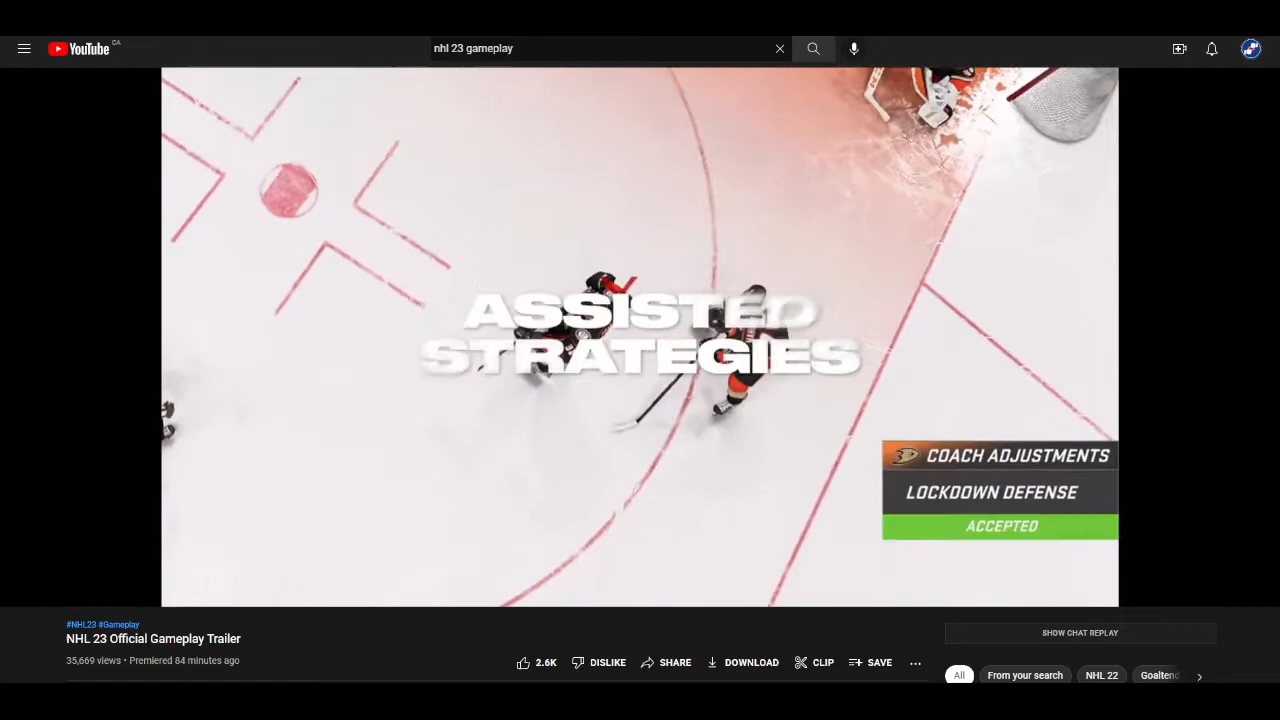 YouTube CA
nhl 23 gameplay
ASSISTED
STRATEGIES
COACH ADJUSTMENTS
LOCKDOWN DEFENSE
ACCEPTED
#NHL23 #Gameplay
NHL 23 Official Gameplay Trailer
35,669 views • Premiered 84 minutes ago
2.6K DISLIKE SHARE DOWNLOAD CLIP SAVE
SHOW CHAT REPLAY
All From your search NHL 22 Goaltend